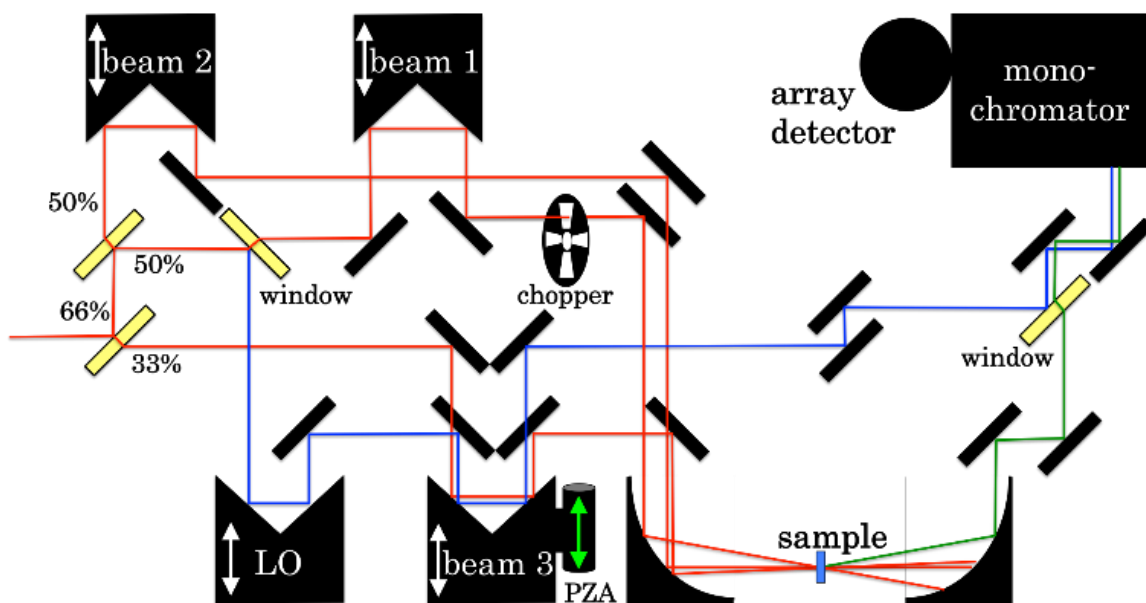 beam 2
beam 1
array
detector
mono-
chromator
50%
50%
window
chopper
66%
33%
window
LO
beam 3
PZA
sample